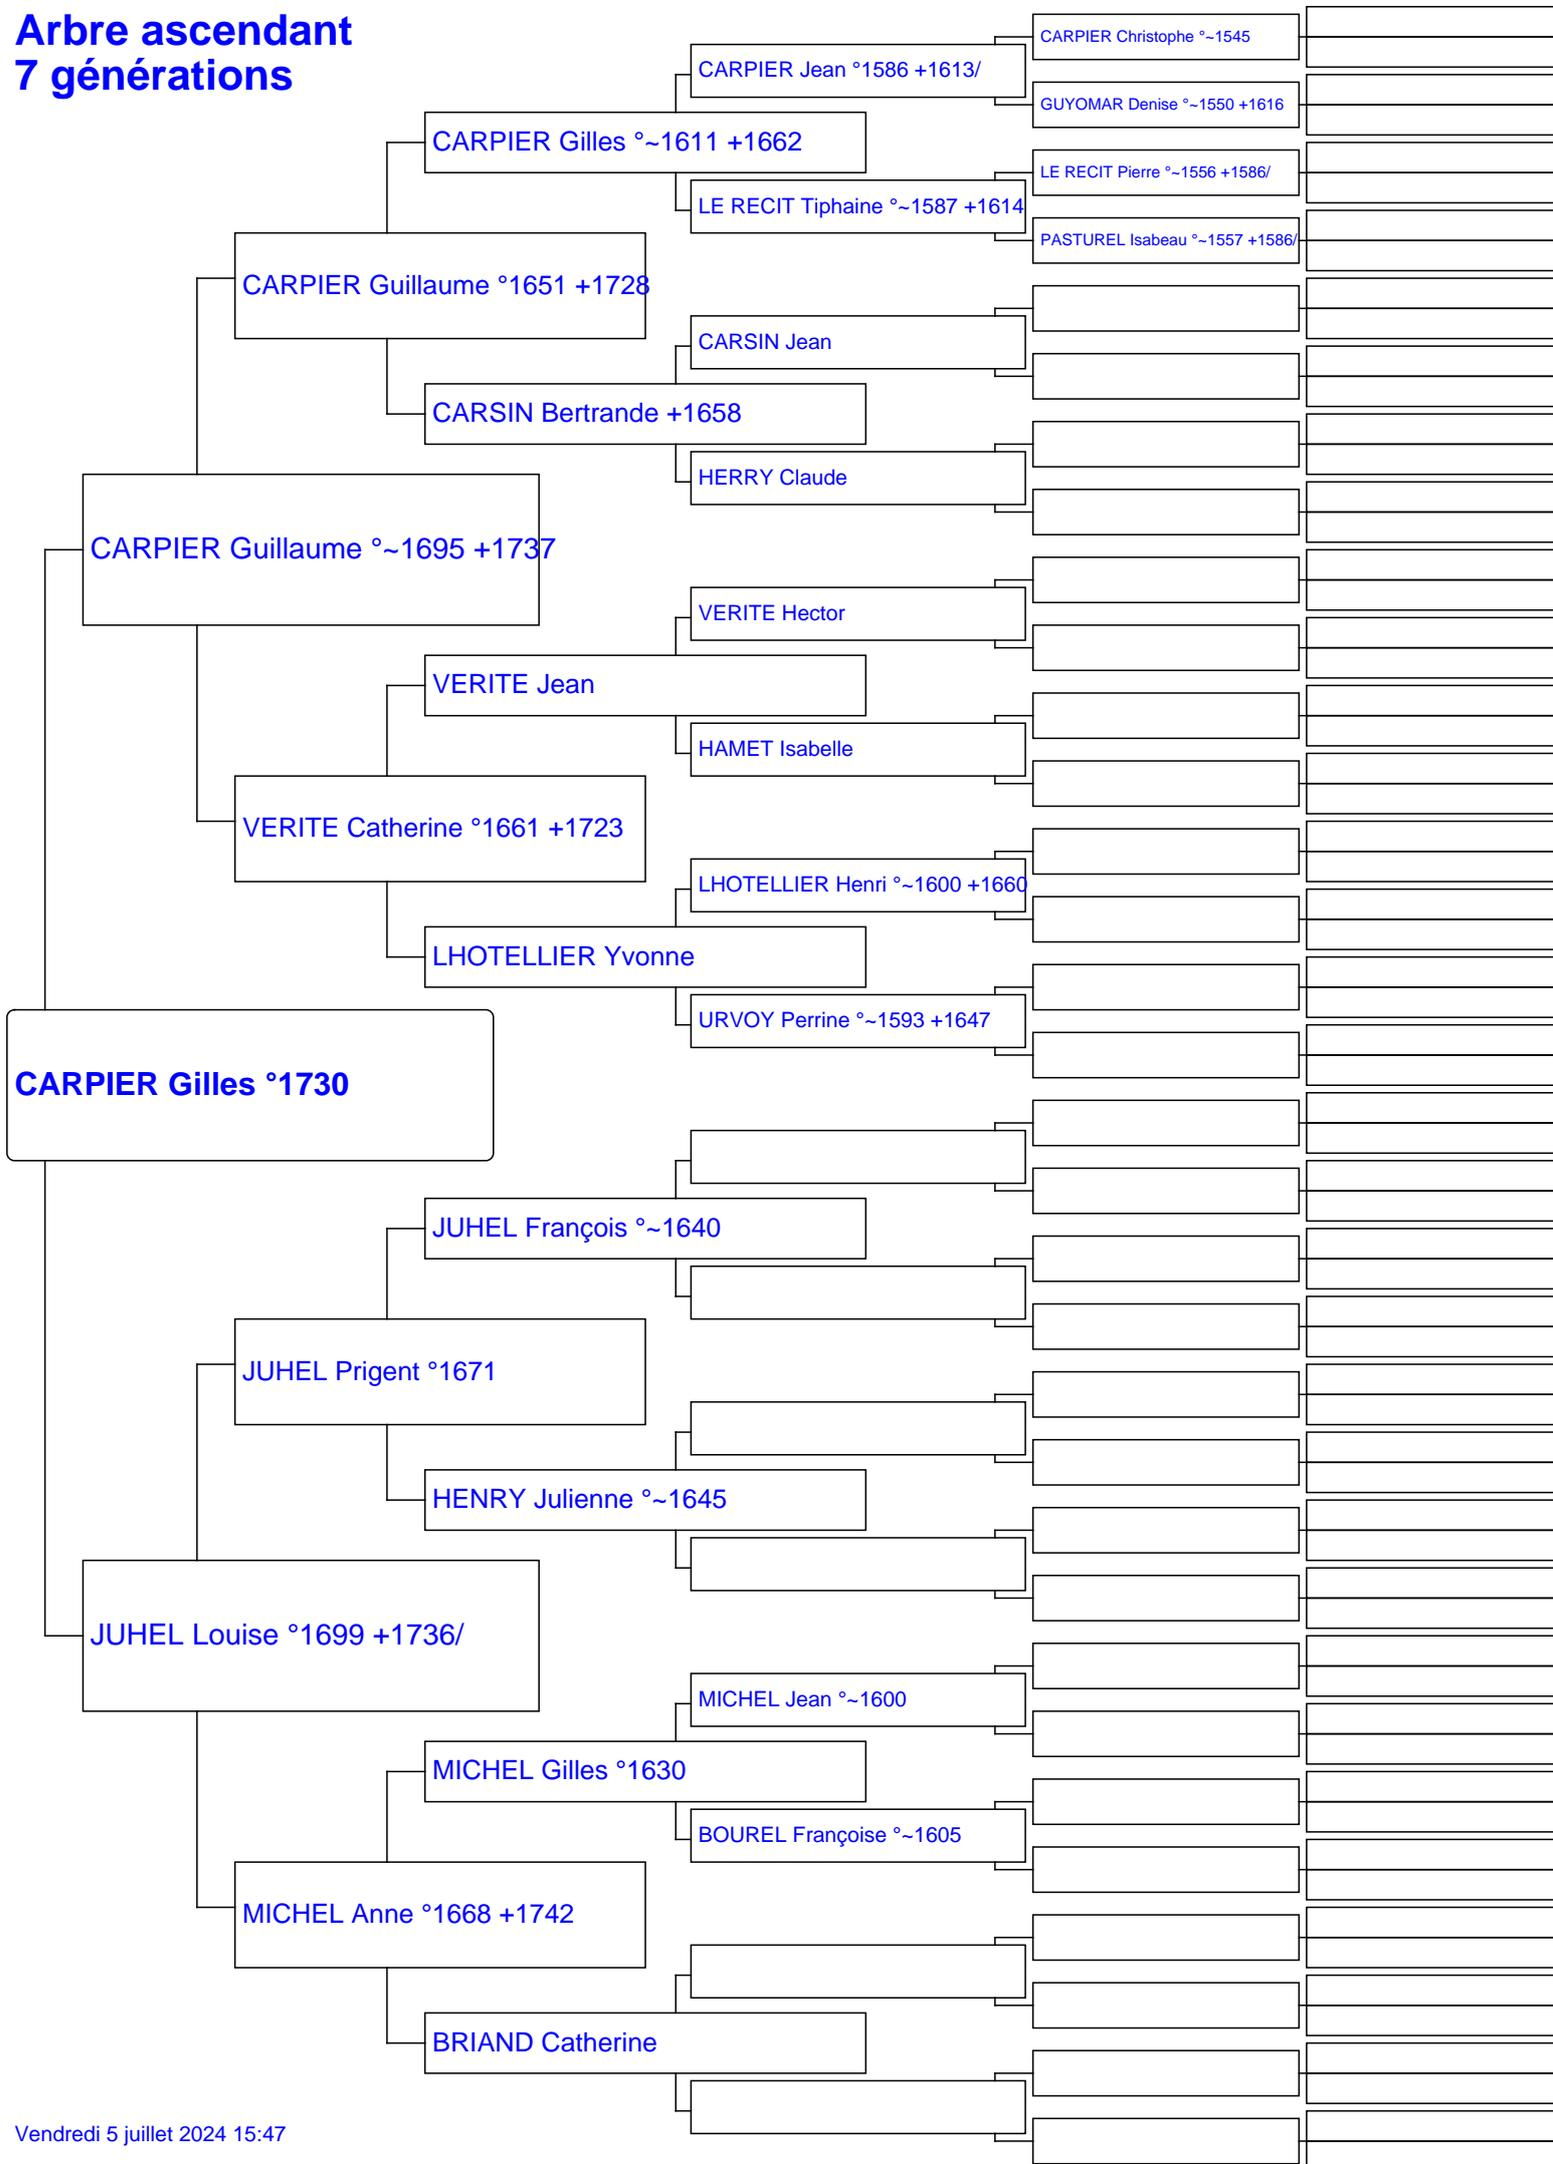 Arbre ascendant
7 générations
CARPIER Christophe °~1545
CARPIER Jean °1586 +1613/
GUYOMAR Denise °~1550 +1616
CARPIER Gilles °~1611 +1662
LE RECIT Pierre °~1556 +1586/
LE RECIT Tiphaine °~1587 +1614
PASTUREL Isabeau °~1557 +1586/
CARPIER Guillaume °1651 +1728
CARSIN Jean
CARSIN Bertrande +1658
HERRY Claude
CARPIER Guillaume °~1695 +1737
VERITE Hector
VERITE Jean
HAMET Isabelle
VERITE Catherine °1661 +1723
LHOTELLIER Henri °~1600 +1660
LHOTELLIER Yvonne
URVOY Perrine °~1593 +1647
CARPIER Gilles °1730
JUHEL François °~1640
JUHEL Prigent °1671
HENRY Julienne °~1645
JUHEL Louise °1699 +1736/
MICHEL Jean °~1600
MICHEL Gilles °1630
BOUREL Françoise °~1605
MICHEL Anne °1668 +1742
BRIAND Catherine
Vendredi 5 juillet 2024 15:47